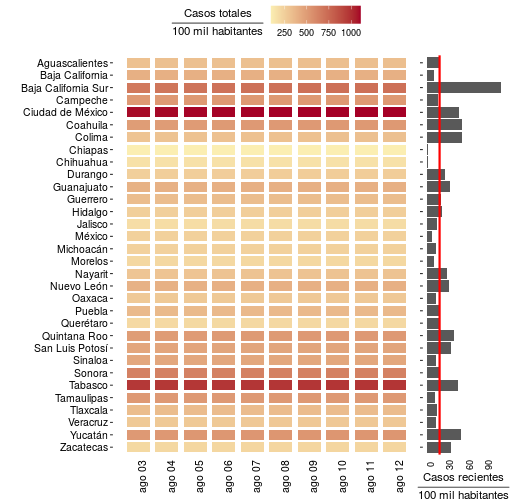 Casos totales
100 mil habitantes
250 500 750 1000
Aguascalientes
Baja California
Baja California Sur
Campeche
Ciudad de México
Coahuila
Colima
Chiapas
Chihuahua
Durango
Guanajuato
Guerrero
Hidalgo
Jalisco
México
Michoacán
Morelos
Nayarit
Nuevo León
Oaxaca
Puebla
Querétaro
Quintana Roo
San Luis Potosí
Sinaloa
Sonora
Tabasco
Tamaulipas
Tlaxcala
Veracruz
Yucatán
Zacatecas
ago 03 ago 04 ago 05 ago 06 ago 07 ago 08 ago 09 ago 10 ago 11 ago 12
0 30 60 90
Casos recientes
100 mil habitantes